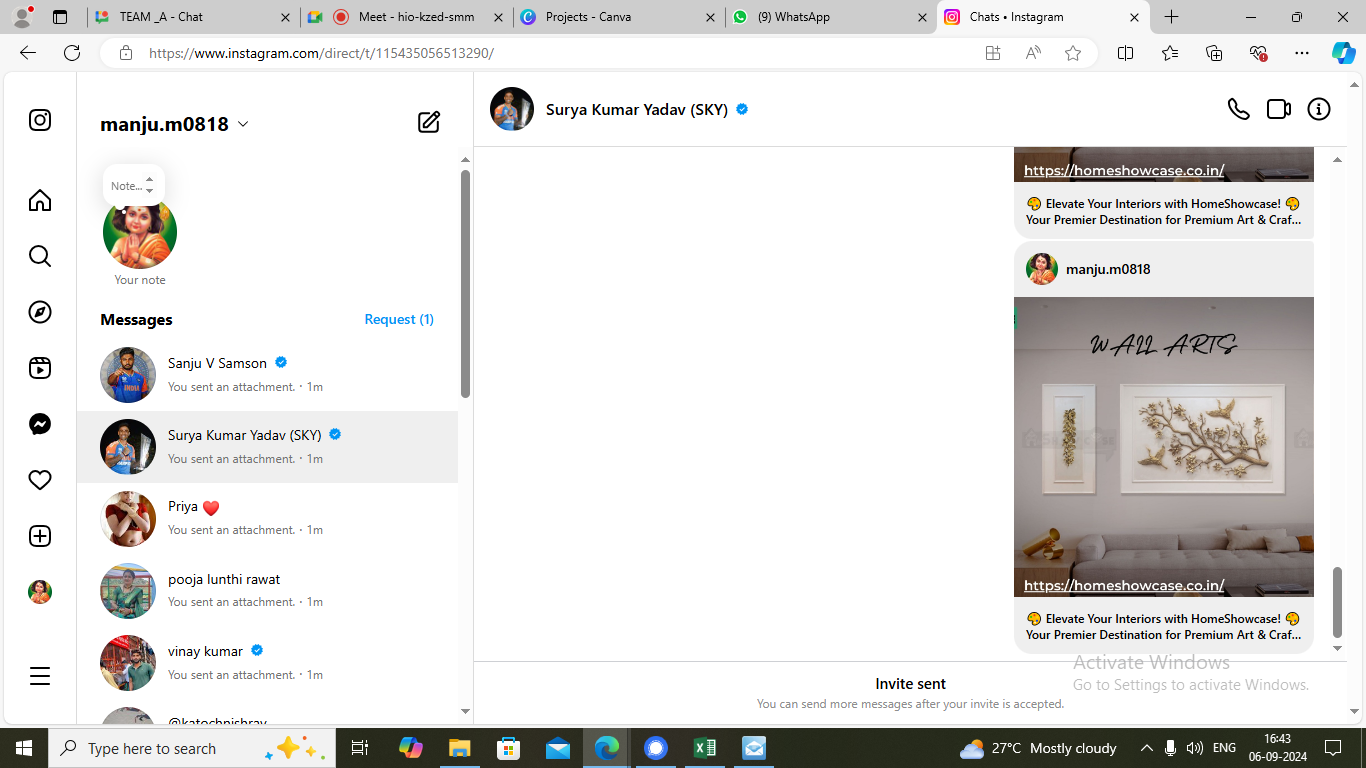 TEAM _A - Chat
Meet - hio-kzed-smm
Projects - Canva
(9) WhatsApp
Chats • Instagram
https://www.instagram.com/direct/t/115435056513290/
manju.m0818
Note...
Your note
Messages
Request (1)
Sanju V Samson
You sent an attachment. · 1m
Surya Kumar Yadav (SKY)
You sent an attachment. · 1m
Priya ❤️
You sent an attachment. · 1m
pooja lunthi rawat
You sent an attachment. · 1m
vinay kumar
You sent an attachment. · 1m
@katochnishray
Surya Kumar Yadav (SKY)
https://homeshowcase.co.in/
🎨 Elevate Your Interiors with HomeShowcase! 🎨
Your Premier Destination for Premium Art & Craf...
manju.m0818
WALL ARTS
https://homeshowcase.co.in/
🎨 Elevate Your Interiors with HomeShowcase! 🎨
Your Premier Destination for Premium Art & Craf...
Invite sent
You can send more messages after your invite is accepted.
Activate Windows
Go to Settings to activate Windows.
Type here to search
27°C Mostly cloudy
ENG
16:43
06-09-2024